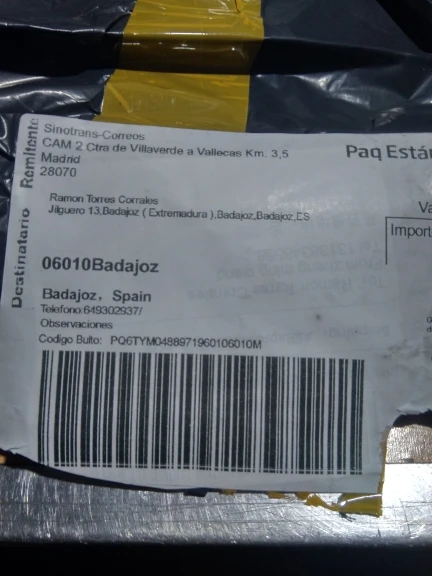 Remitente
Sinotrans-Correos
CAM 2 Ctra de Villaverde a Vallecas Km. 3,5
Madrid
28070
Paq Están
Destinatario
Ramon Torres Corrales
Jilguero 13,Badajoz ( Extremadura ),Badajoz,Badajoz,ES
Va
Import
06010Badajoz
Badajoz, Spain
Telefono:649302937/
Observaciones
Codigo Bulto: PQ6TYM0488971960106010M